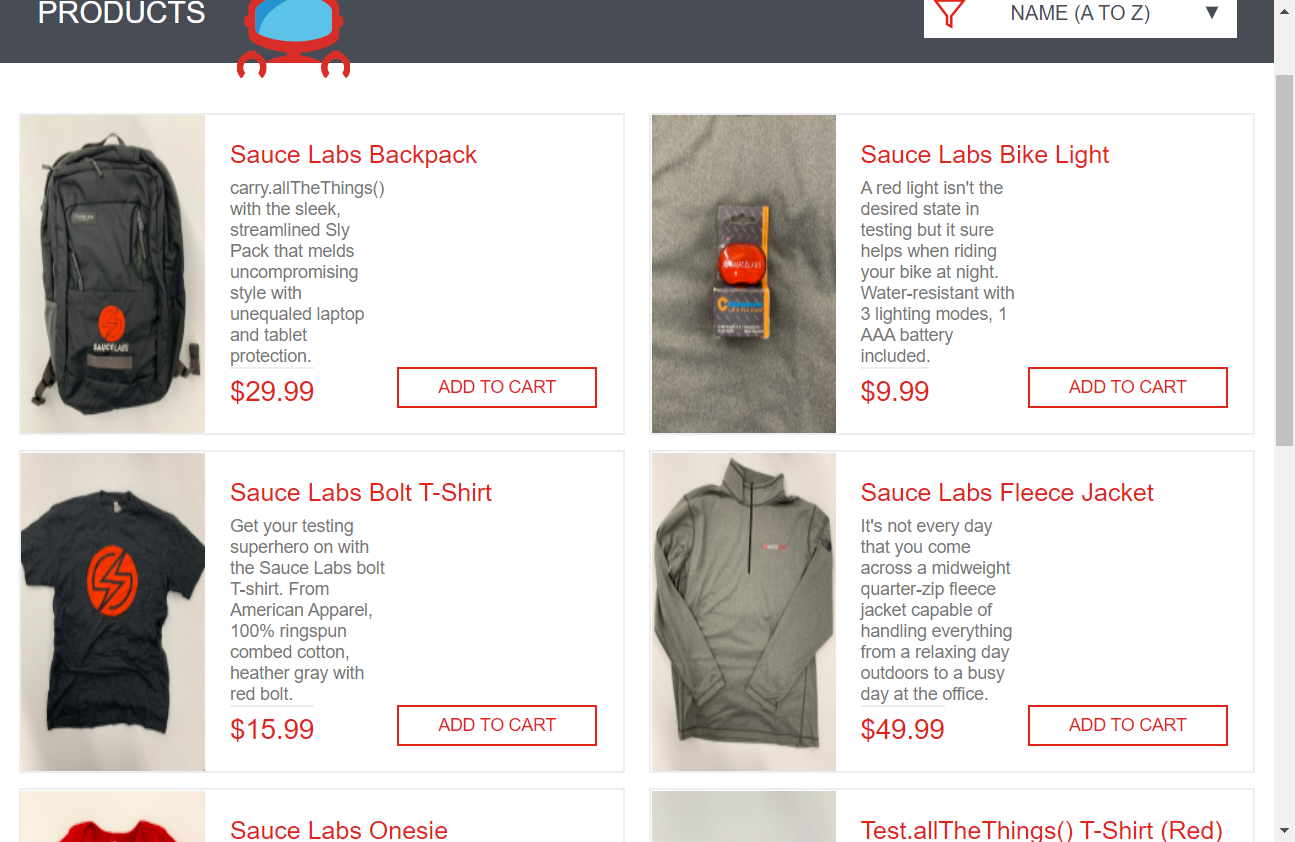 PRODUCTS
NAME (A TO Z)
Sauce Labs Backpack
carry.allTheThings()
with the sleek,
streamlined Sly
Pack that melds
uncompromising
style with
unequaled laptop
and tablet
protection.
$29.99
ADD TO CART
SAUCELABS
Sauce Labs Bike Light
A red light isn't the
desired state in
testing but it sure
helps when riding
your bike at night.
Water-resistant with
3 lighting modes, 1
AAA battery
included.
$9.99
ADD TO CART
SAUCELABS
Sauce Labs Bolt T-Shirt
Get your testing
superhero on with
the Sauce Labs bolt
T-shirt. From
American Apparel,
100% ringspun
combed cotton,
heather gray with
red bolt.
$15.99
ADD TO CART
Sauce Labs Fleece Jacket
It's not every day
that you come
across a midweight
quarter-zip fleece
jacket capable of
handling everything
from a relaxing day
outdoors to a busy
day at the office.
$49.99
ADD TO CART
Sauce Labs Onesie
Test.allTheThings() T-Shirt (Red)